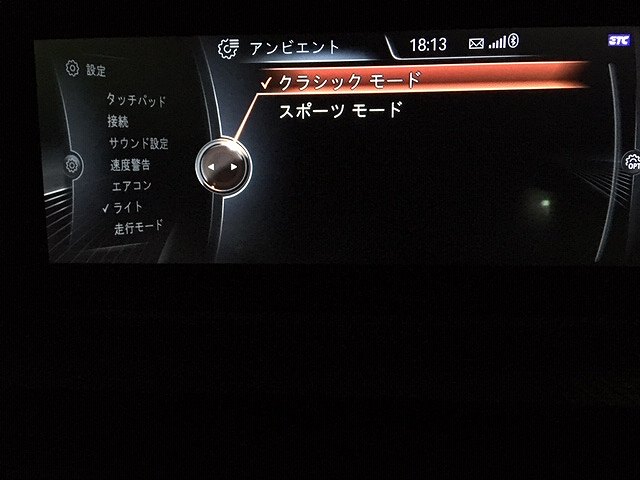 アンビエント
18:13
ETC
設定
タッチパッド
接続
サウンド設定
速度警告
エアコン
✓ライト
走行モード
✓クラシック モード
スポーツ モード
OPT